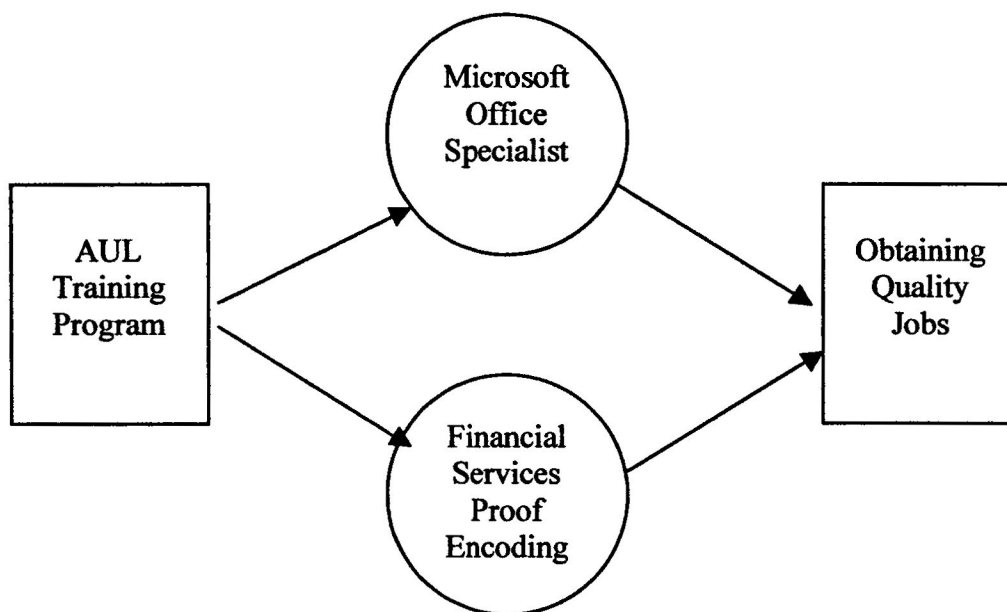 Microsoft
Office
Specialist
AUL
Training
Program
Obtaining
Quality
Jobs
Financial
Services
Proof
Encoding